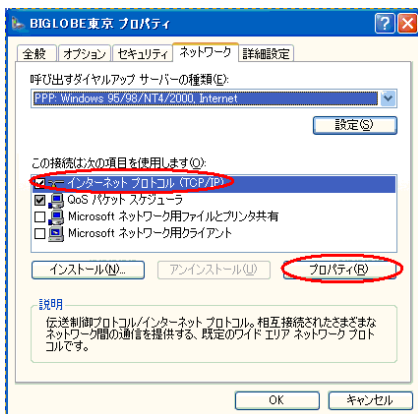 BIGLOBE東京 プロパティ
全般 オプション セキュリティ ネットワーク 詳細設定
呼び出すダイヤルアップ サーバーの種類(E):
PPP: Windows 95/98/NT4/2000, Internet
設定(S)
この接続は次の項目を使用します(O):
インターネット プロトコル (TCP/IP)
QoS パケット スケジューラ
Microsoft ネットワーク用ファイルとプリンタ共有
Microsoft ネットワーク用クライアント
インストール(N)... アンインストール(U) プロパティ(R)
説明
伝送制御プロトコル/インターネット プロトコル。相互接続されたさまざまな
ネットワーク間の通信を提供する、既定のワイド エリア ネットワーク プロト
コルです。
OK キャンセル